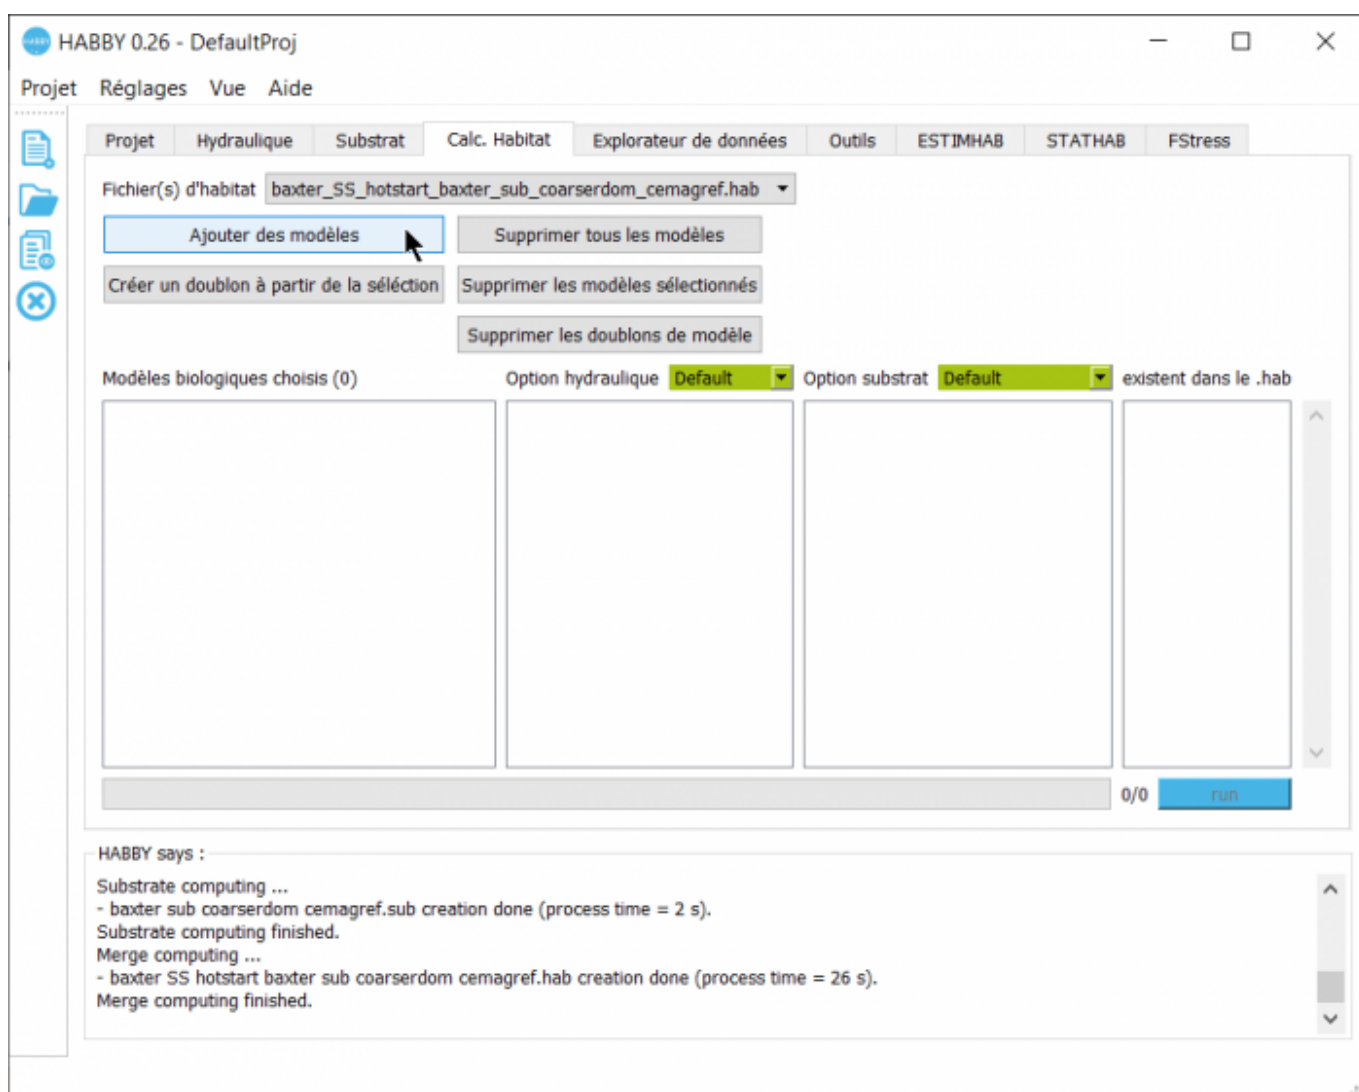 HABBY 0.26 - DefaultProj
Projet Réglages Vue Aide
Projet Hydraulique Substrat Calc. Habitat Explorateur de données Outils ESTIMHAB STATHAB FStress
Fichier(s) d'habitat baxter_SS_hotstart_baxter_sub_coarserdom_cemagref.hab
Ajouter des modèles Supprimer tous les modèles
Créer un doublon à partir de la séléction Supprimer les modèles sélectionnés
Supprimer les doublons de modèle
Modèles biologiques choisis (0) Option hydraulique Default Option substrat Default existent dans le .hab
0/0 run
HABBY says :
Substrate computing ...
- baxter sub coarserdom cemagref.sub creation done (process time = 2 s).
Substrate computing finished.
Merge computing ...
- baxter SS hotstart baxter sub coarserdom cemagref.hab creation done (process time = 26 s).
Merge computing finished.